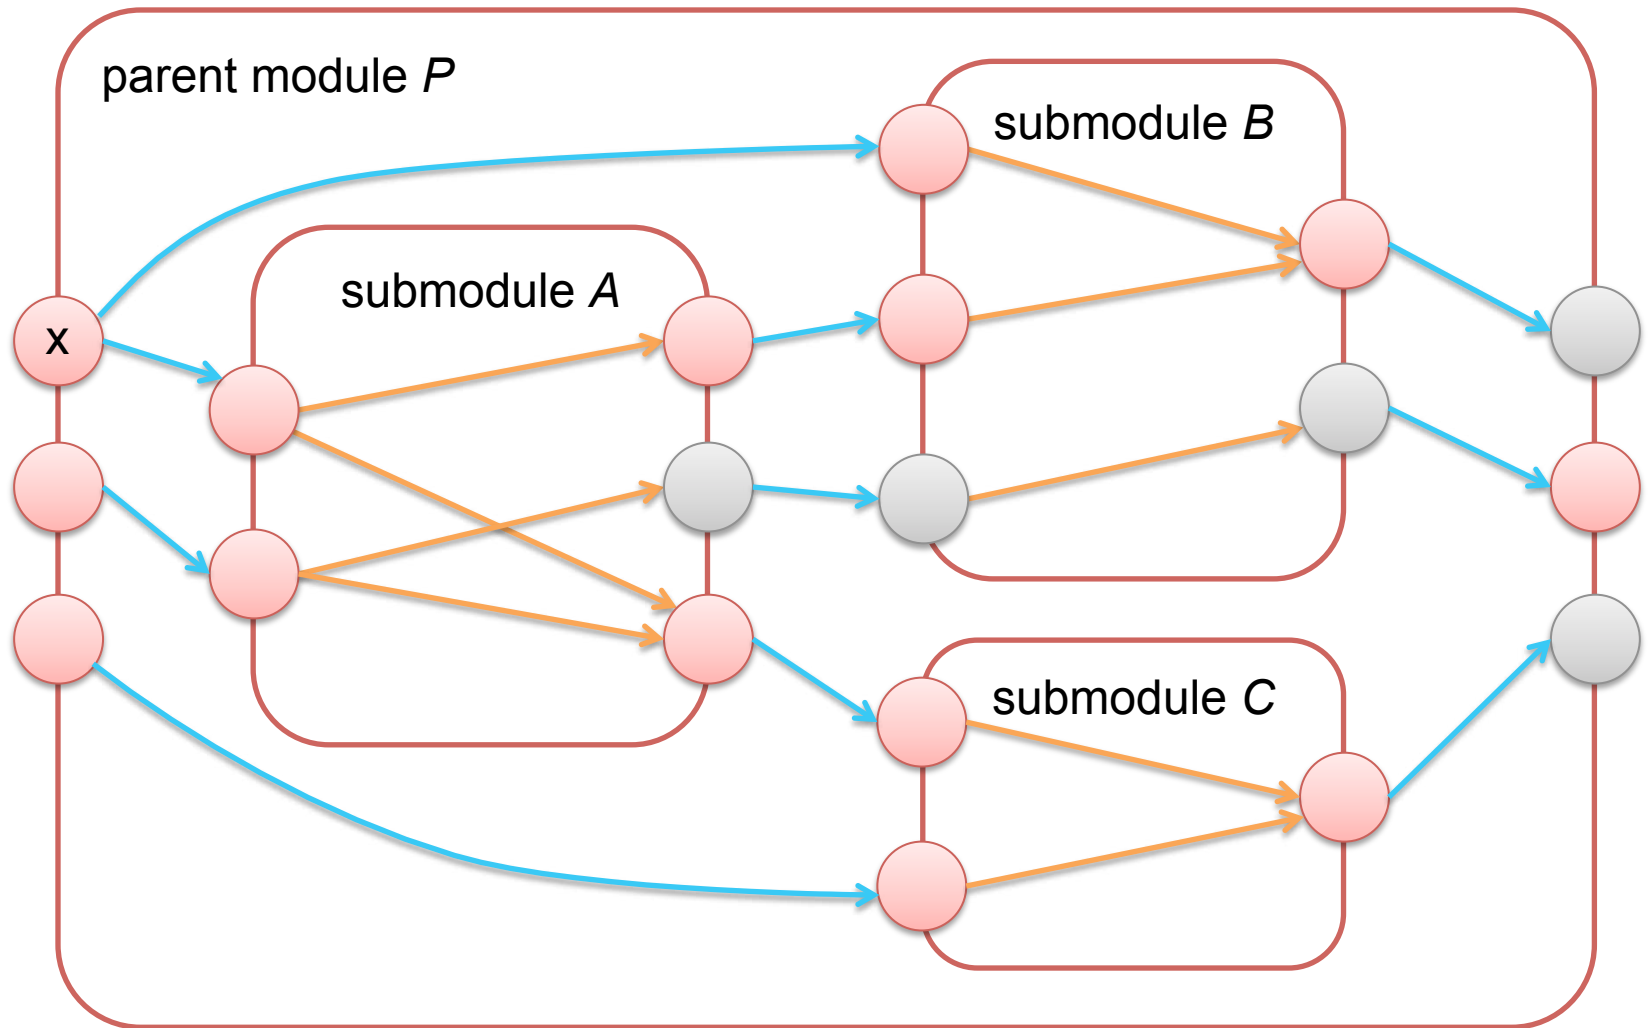 parent module P
submodule B
submodule A
x
submodule C